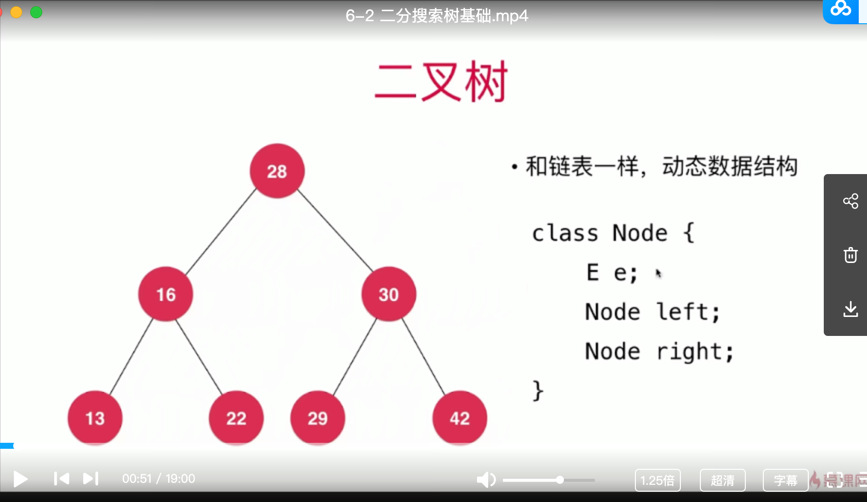 6-2 二分搜索树基础.mp4
二叉树
• 和链表一样，动态数据结构
class Node {
E e;
Node left;
Node right;
}
28
16
30
13
22
29
42
00:51 / 19:00
1.25倍
超清
字幕